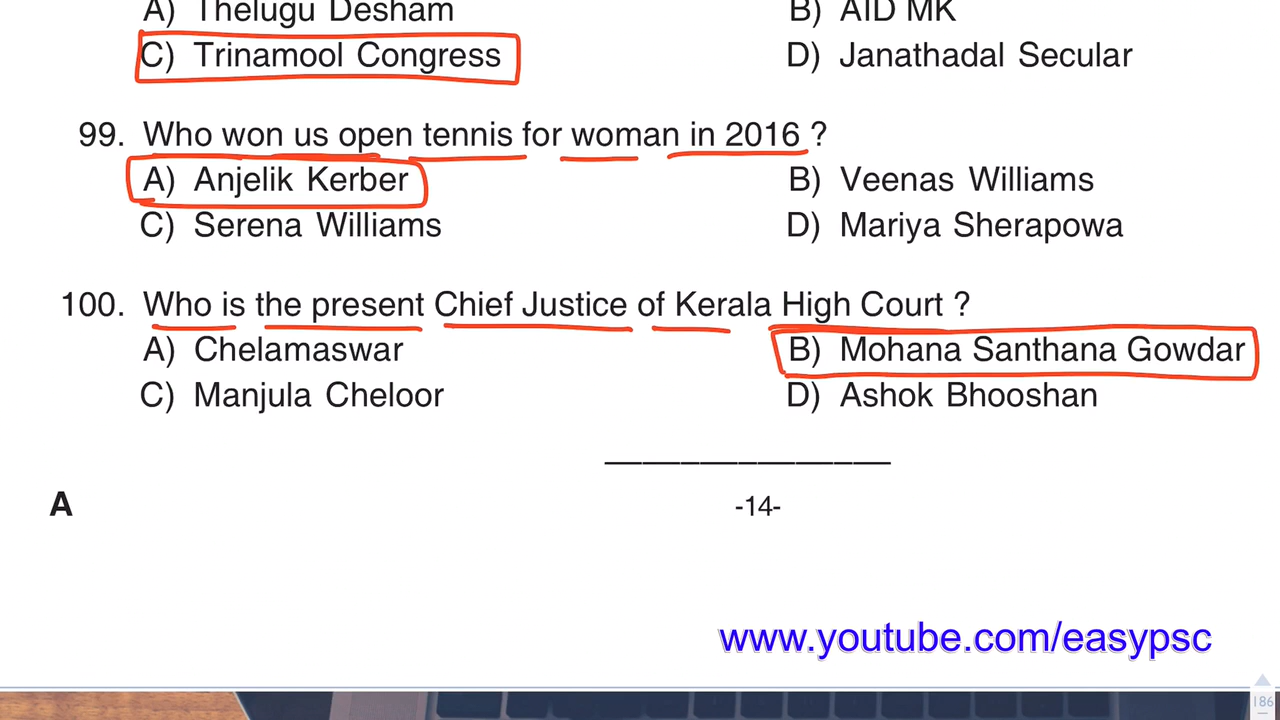 A) Thelugu Desham B) AID MK
C) Trinamool Congress D) Janathadal Secular
99. Who won us open tennis for woman in 2016 ?
A) Anjelik Kerber B) Veenas Williams
C) Serena Williams D) Mariya Sherapowa
100. Who is the present Chief Justice of Kerala High Court ?
A) Chelamaswar B) Mohana Santhana Gowdar
C) Manjula Cheloor D) Ashok Bhooshan
A -14-
www.youtube.com/easypsc
186